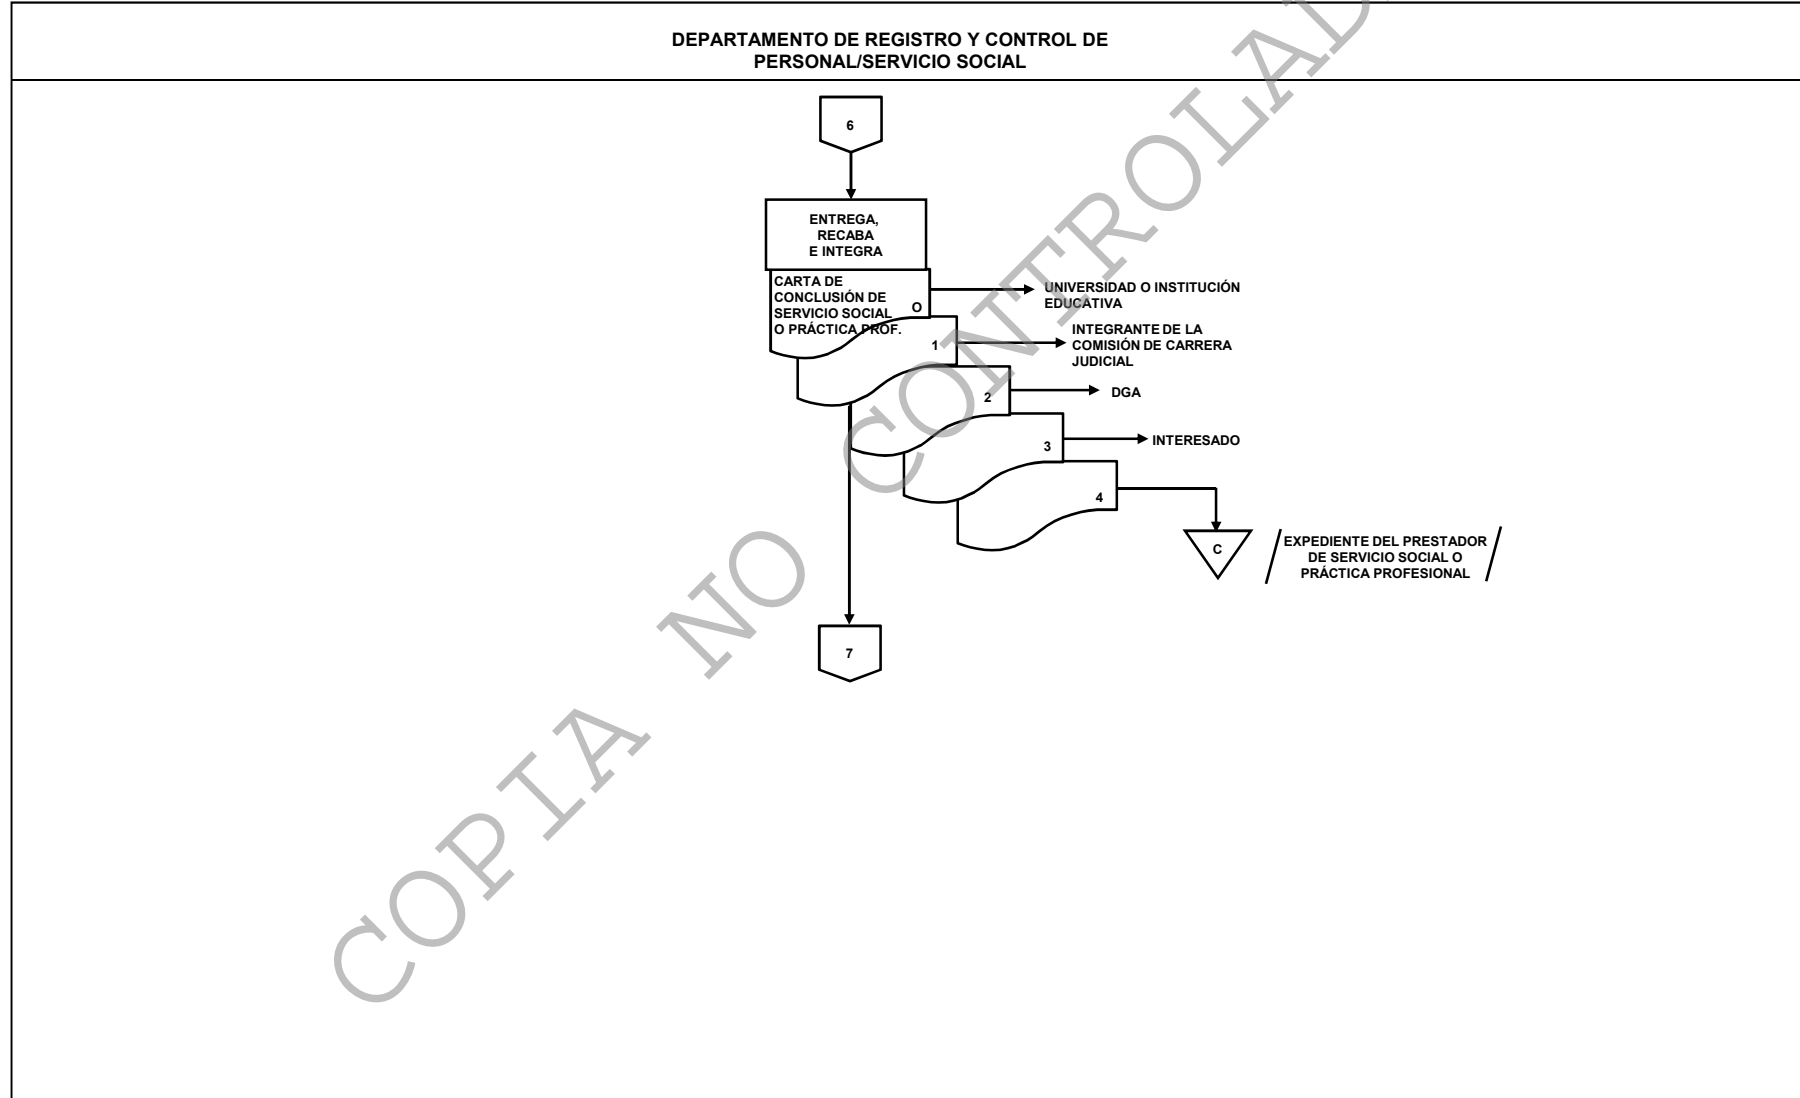 DEPARTAMENTO DE REGISTRO Y CONTROL DE
PERSONAL/SERVICIO SOCIAL
6
ENTREGA,
RECABA
E INTEGRA
CARTA DE
CONCLUSIÓN DE
SERVICIO SOCIAL
O PRÁCTICA PROF.
O
UNIVERSIDAD O INSTITUCIÓN
EDUCATIVA
1
INTEGRANTE DE LA
COMISIÓN DE CARRERA
JUDICIAL
2
DGA
3
INTERESADO
4
C
EXPEDIENTE DEL PRESTADOR
DE SERVICIO SOCIAL O
PRÁCTICA PROFESIONAL
7
COPIA NO CONTROLAD